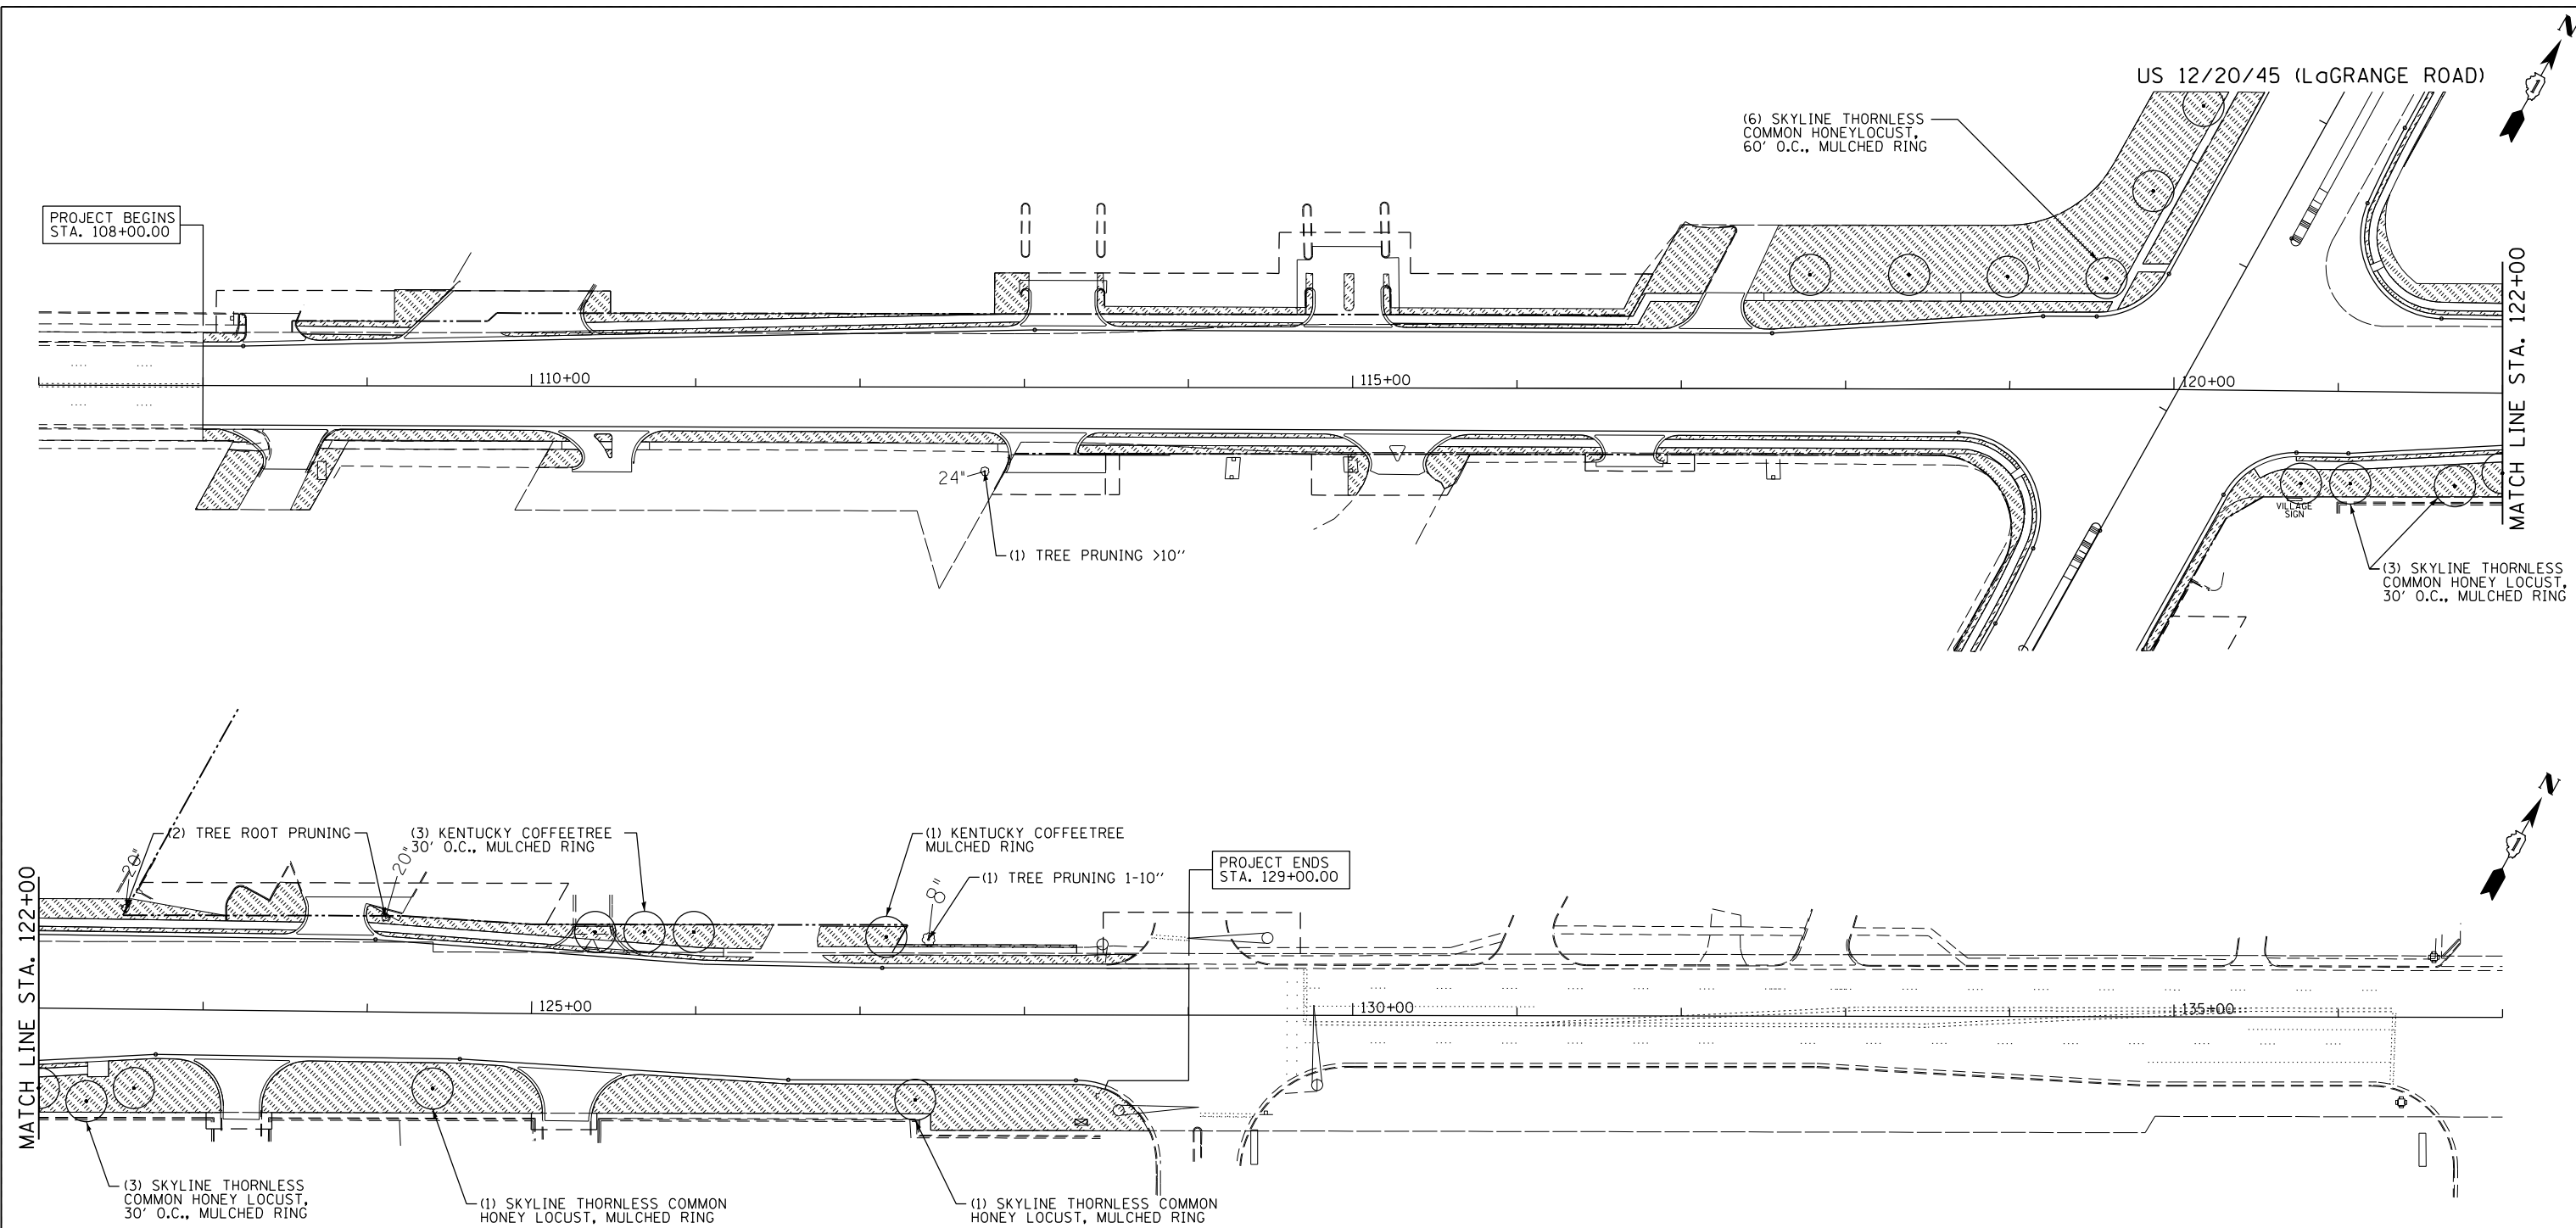 N
US 12/20/45 (LaGRANGE ROAD)
(6) SKYLINE THORNLESS
COMMON HONEYLOCUST,
60' O.C., MULCHED RING
PROJECT BEGINS
STA. 108+00.00
MATCH LINE STA. 122+00
110+00
115+00
120+00
24"
(1) TREE PRUNING >10''
VILLAGE
SIGN
(3) SKYLINE THORNLESS
COMMON HONEY LOCUST,
30' O.C., MULCHED RING
N
(2) TREE ROOT PRUNING
20"
20"
(3) KENTUCKY COFFEETREE
30' O.C., MULCHED RING
(1) KENTUCKY COFFEETREE
MULCHED RING
8"
(1) TREE PRUNING 1-10''
PROJECT ENDS
STA. 129+00.00
MATCH LINE STA. 122+00
125+00
130+00
135+00
(3) SKYLINE THORNLESS
COMMON HONEY LOCUST,
30' O.C., MULCHED RING
(1) SKYLINE THORNLESS COMMON
HONEY LOCUST, MULCHED RING
(1) SKYLINE THORNLESS COMMON
HONEY LOCUST, MULCHED RING